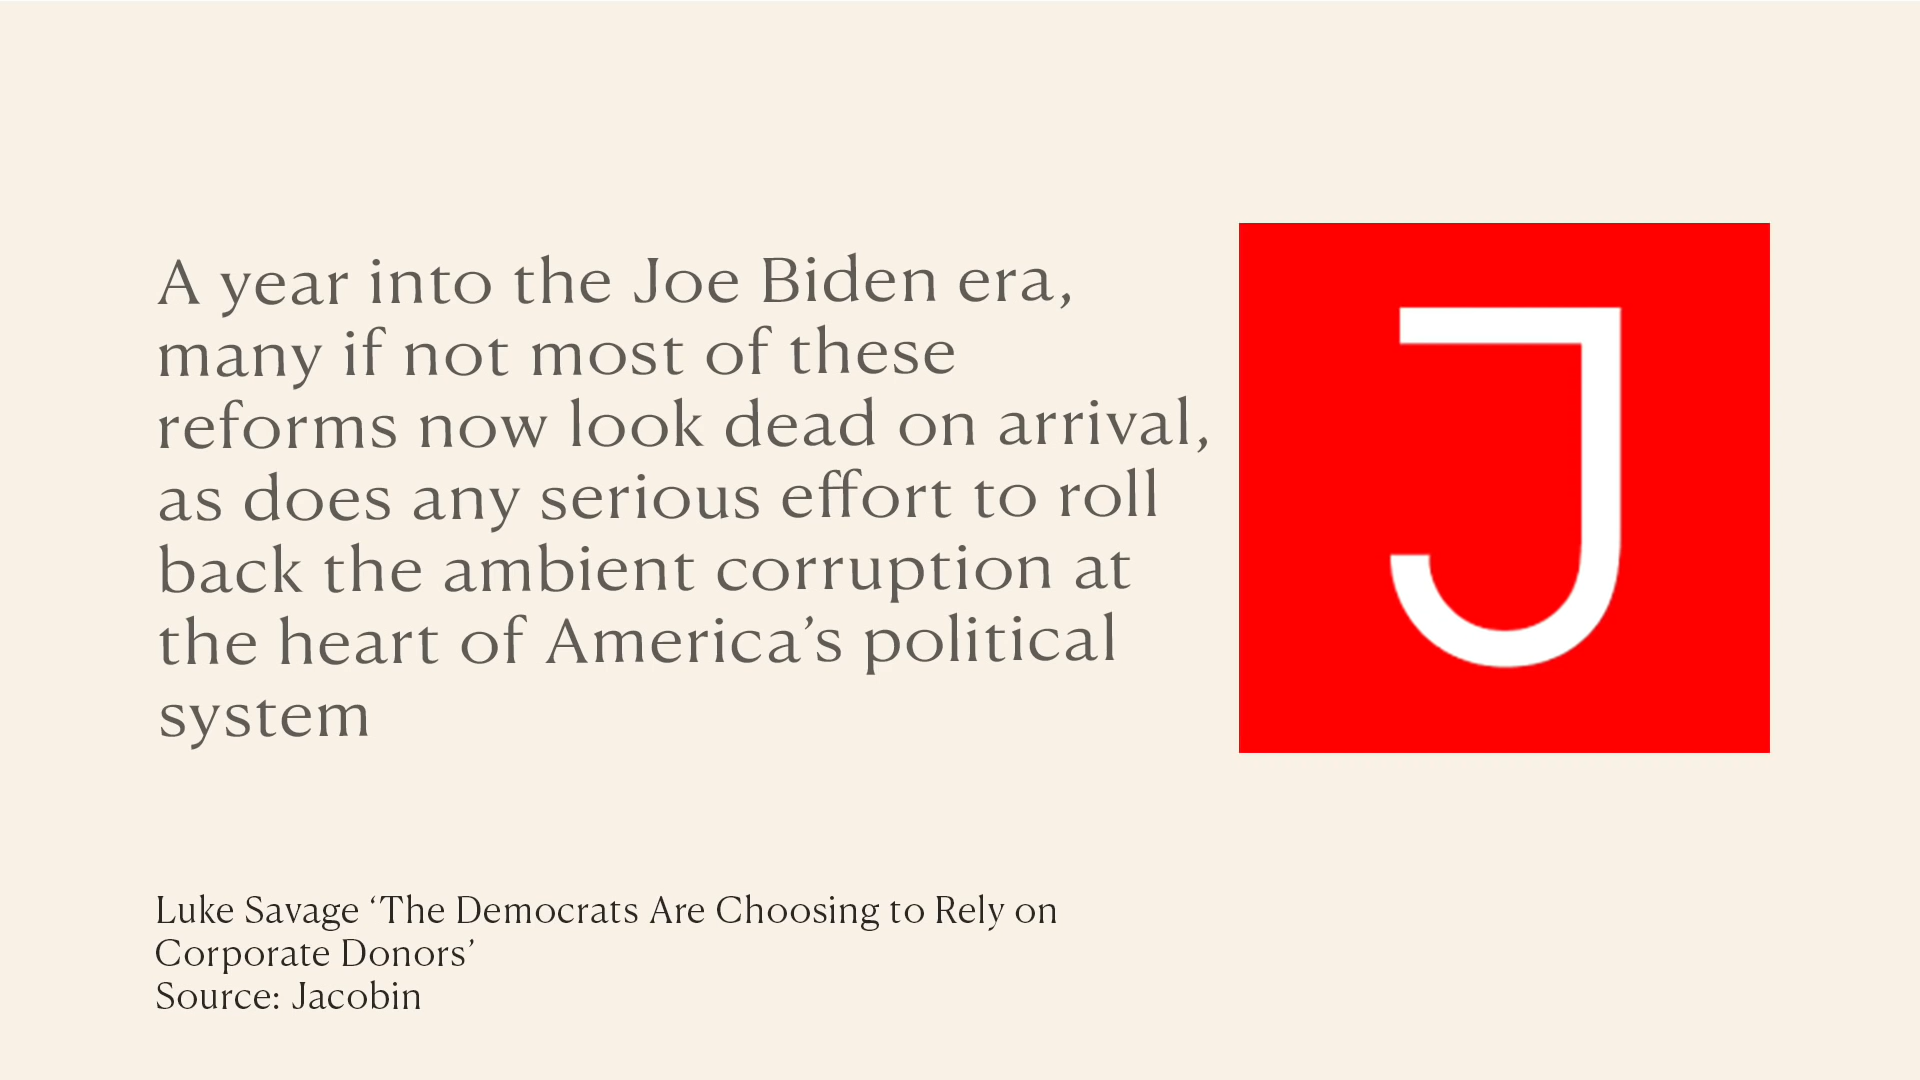 A year into the Joe Biden era,
many if not most of these
reforms now look dead on arrival,
as does any serious effort to roll
back the ambient corruption at
the heart of America’s political
system
J
Luke Savage ‘The Democrats Are Choosing to Rely on
Corporate Donors’
Source: Jacobin